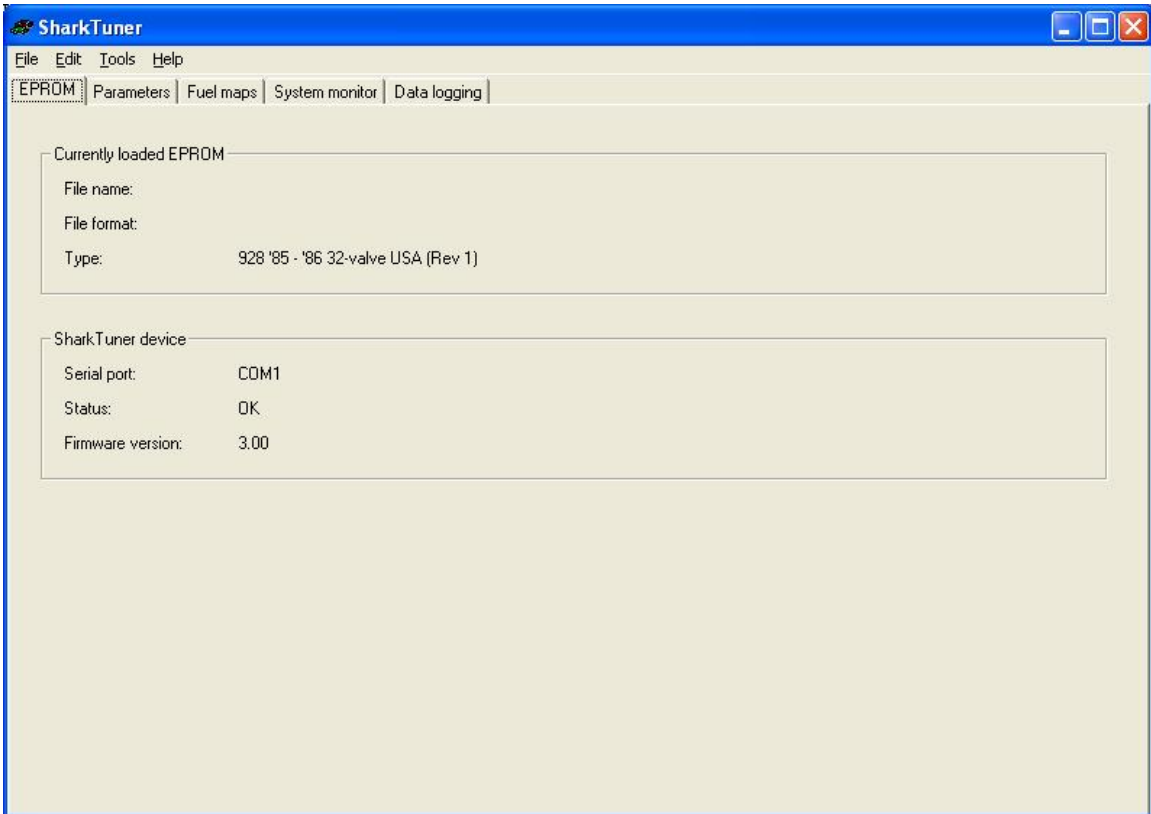 SharkTuner
File Edit Tools Help
EPROM Parameters Fuel maps System monitor Data logging
Currently loaded EPROM
File name:
File format:
Type: 928 '85 - '86 32-valve USA (Rev 1)
SharkTuner device
Serial port: COM1
Status: OK
Firmware version: 3.00